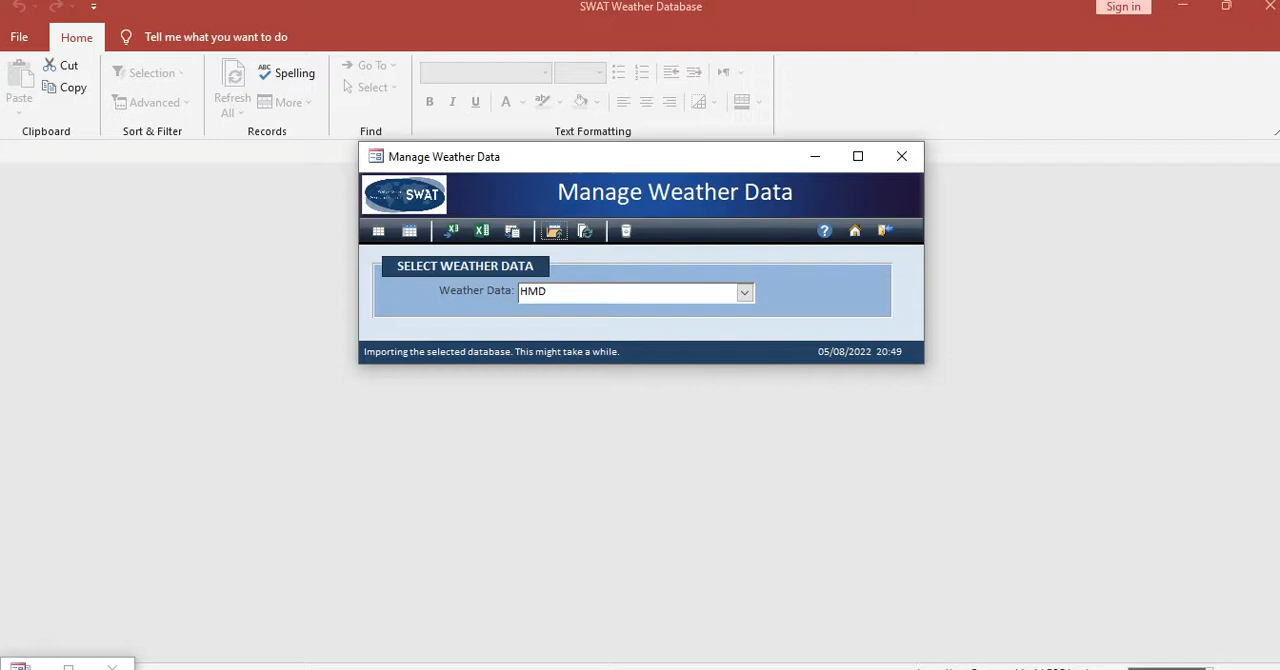 SWAT Weather Database
Sign in
File
Home
Tell me what you want to do
Paste
Cut
Copy
Clipboard
Selection
Advanced
Sort & Filter
Refresh
All
ABC
Spelling
More
Records
Go To
Select
Find
B I U A
Text Formatting
Manage Weather Data
SWAT
Manage Weather Data
SELECT WEATHER DATA
Weather Data: HMD
Importing the selected database. This might take a while.
05/08/2022 20:49